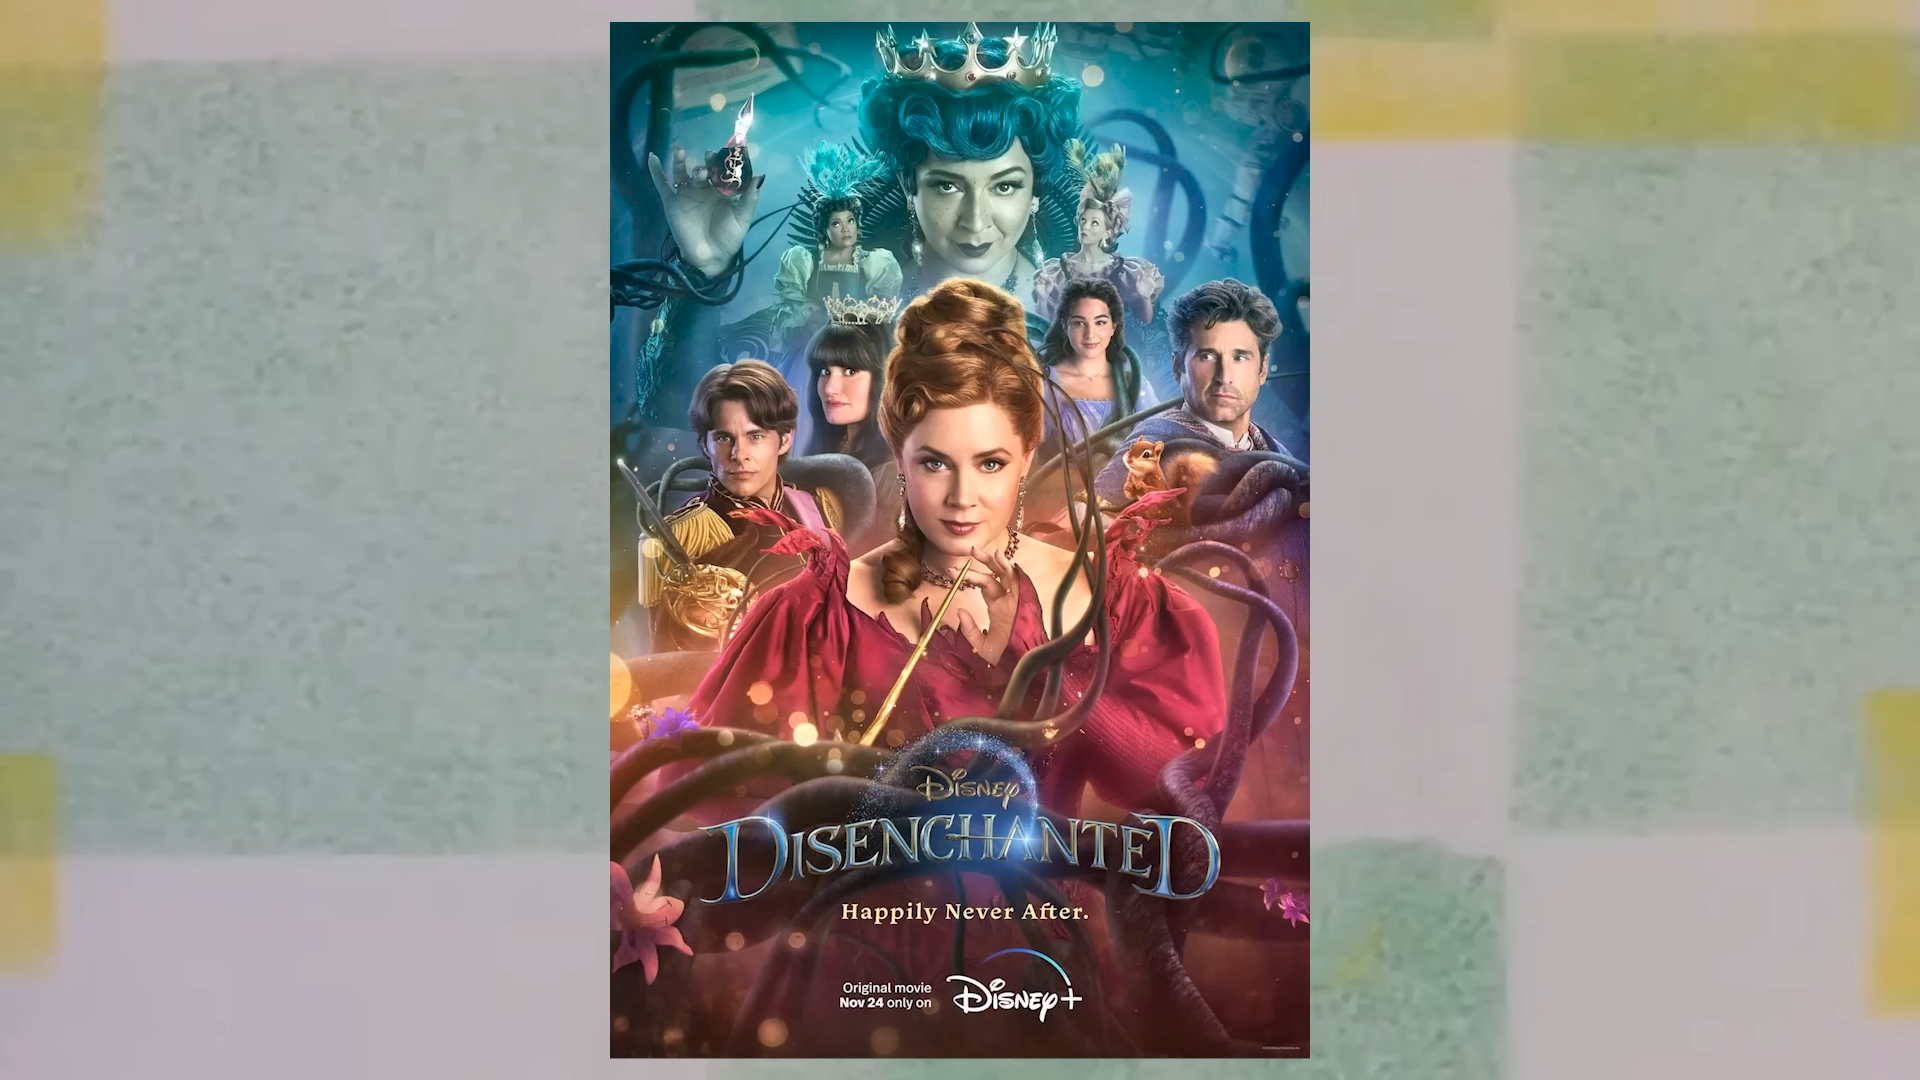 Disney
DISENCHANTED
Happily Never After.
Original movie
Nov 24 only on
Disney+